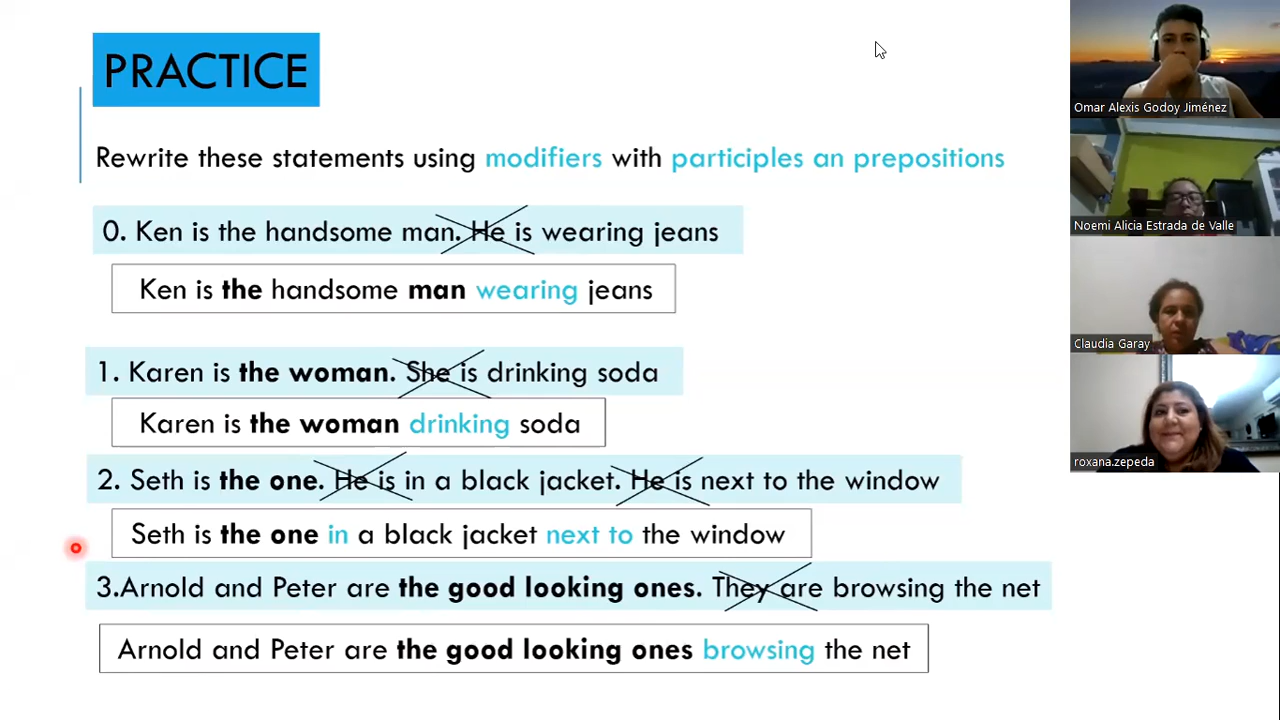 PRACTICE
Rewrite these statements using modifiers with participles an prepositions
0. Ken is the handsome man. He is wearing jeans
Ken is the handsome man wearing jeans
1. Karen is the woman. She is drinking soda
Karen is the woman drinking soda
2. Seth is the one. He is in a black jacket. He is next to the window
Seth is the one in a black jacket next to the window
3.Arnold and Peter are the good looking ones. They are browsing the net
Arnold and Peter are the good looking ones browsing the net
Omar Alexis Godoy Jiménez
Noemi Alicia Estrada de Valle
Claudia Garay
roxana.zepeda